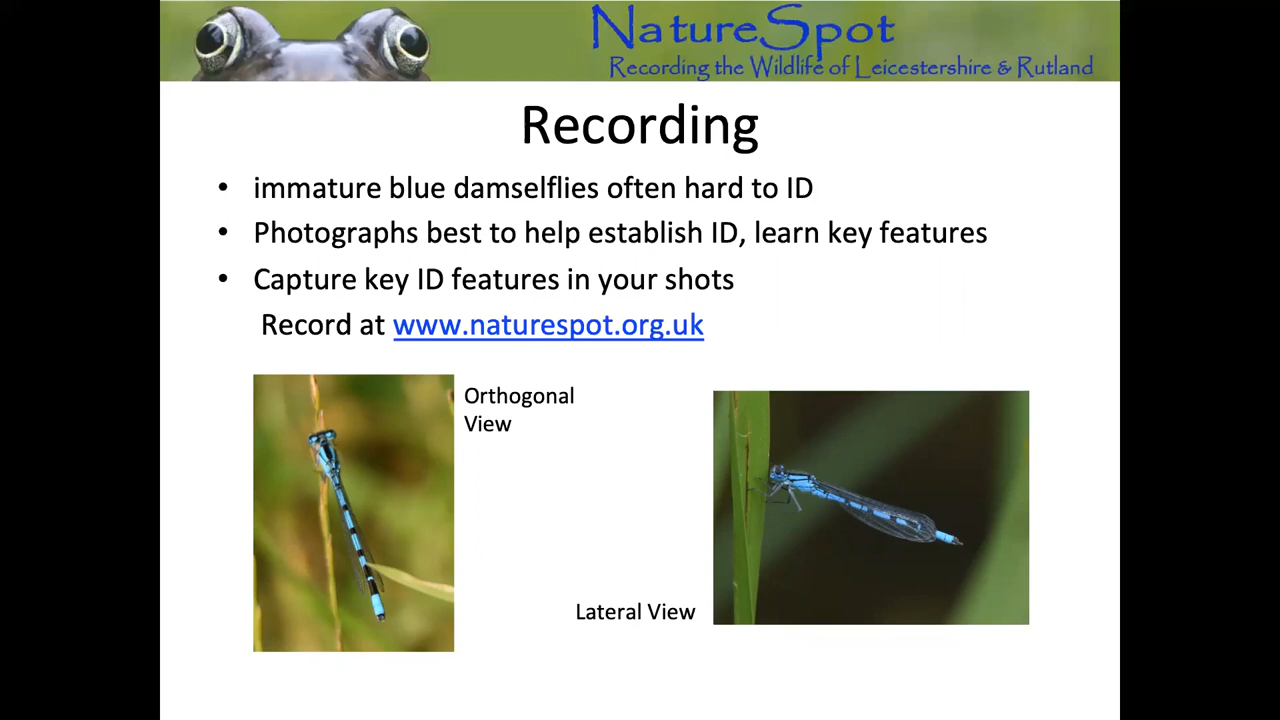 NatureSpot
Recording the Wildlife of Leicestershire & Rutland
Recording
• immature blue damselflies often hard to ID
• Photographs best to help establish ID, learn key features
• Capture key ID features in your shots
Record at www.naturespot.org.uk
Orthogonal
View
Lateral View